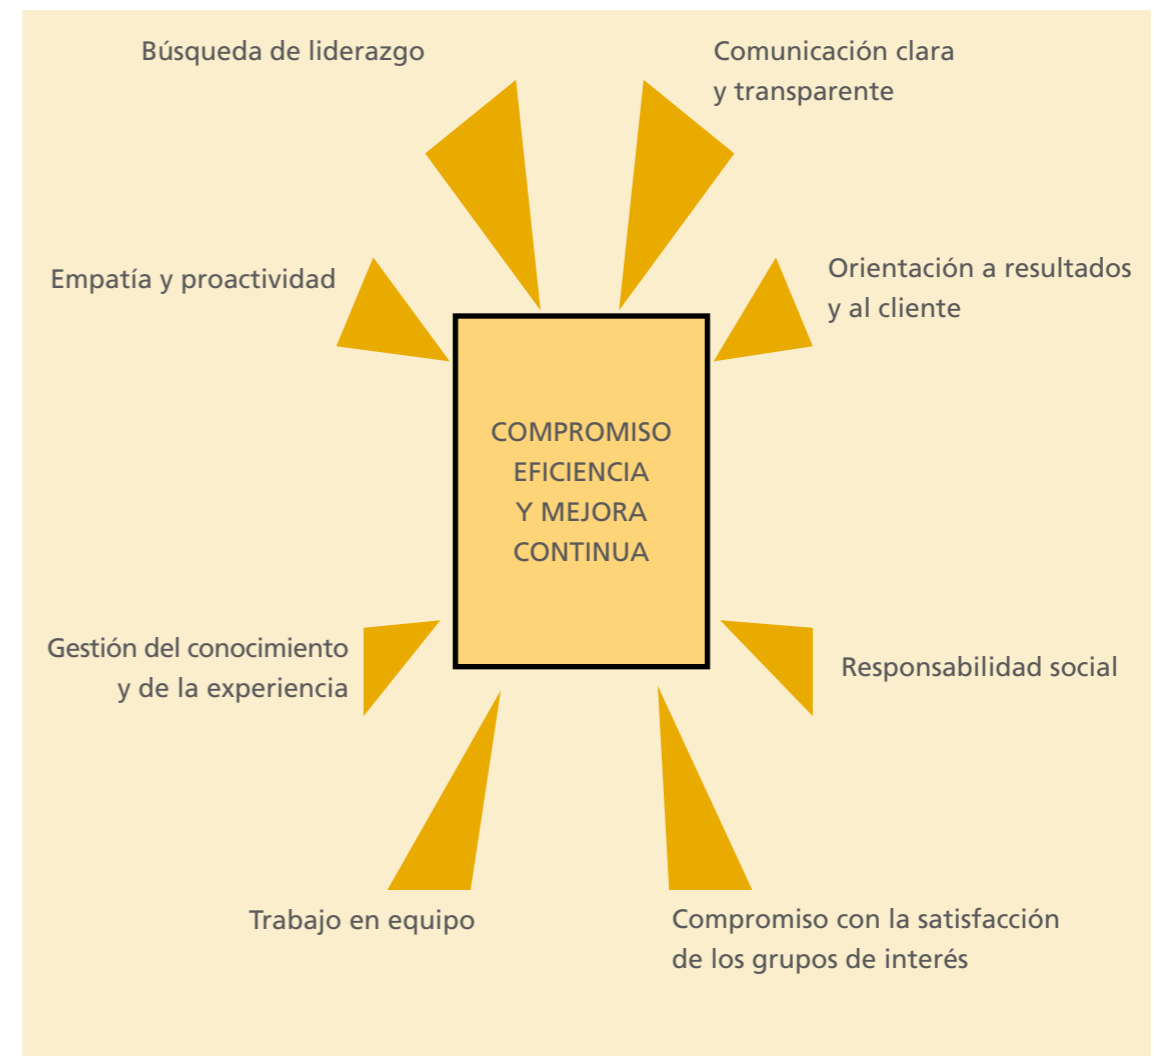 Búsqueda de liderazgo
Comunicación clara
y transparente
Empatía y proactividad
Orientación a resultados
y al cliente
COMPROMISO
EFICIENCIA
Y MEJORA
CONTINUA
Gestión del conocimiento
y de la experiencia
Responsabilidad social
Trabajo en equipo
Compromiso con la satisfacción
de los grupos de interés